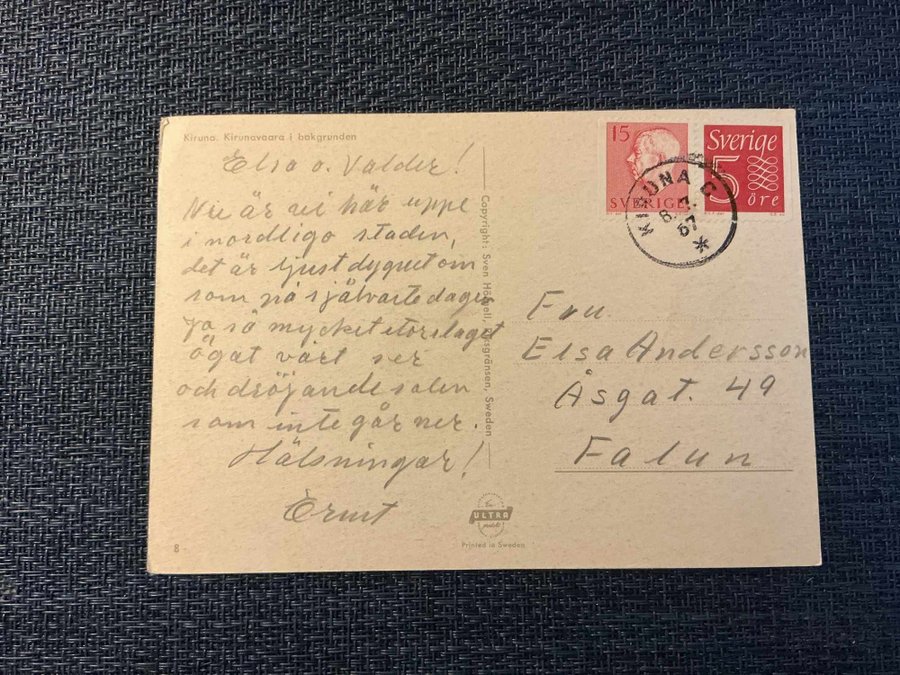 Kiruna. Kirunavaara i bakgrunden
Elsa o. Valder!
Nu är vi här uppe
i nordliga staden,
det är ljust dygnet om
som på självaste dagen
ja så mycket storslaget
ögat vårt ser
och dröjande solen
som inte går ner.
Hälsningar!
Ernst
8
Copyright: Sven Hörnell, Riksgränsen, Sweden
ULTRA
Printed in Sweden
15
SVERIGE
Sverige
5
öre
KIRUNA C
8.7.
67
Fru.
Elsa Andersson
Åsgat. 49
Falun